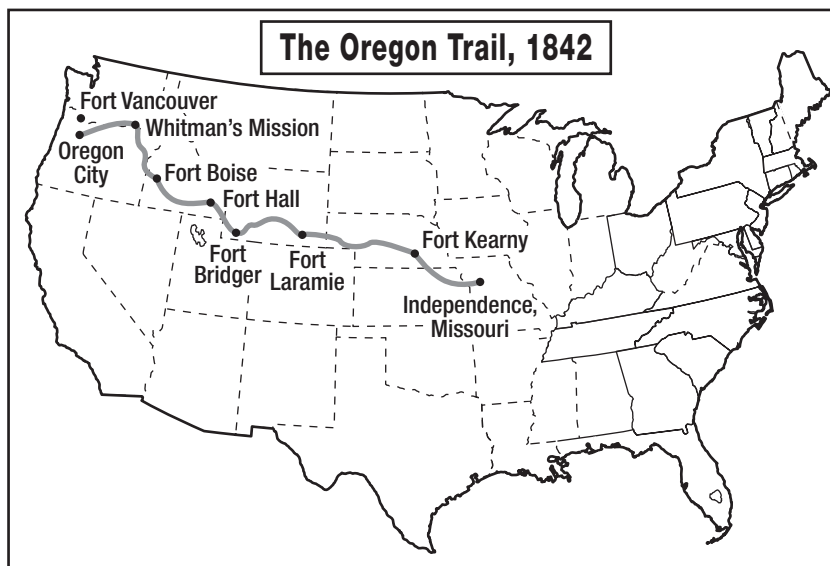 The Oregon Trail, 1842
Fort Vancouver
Whitman's Mission
Oregon
City
Fort Boise
Fort Hall
Fort
Bridger
Fort
Laramie
Fort Kearny
Independence,
Missouri